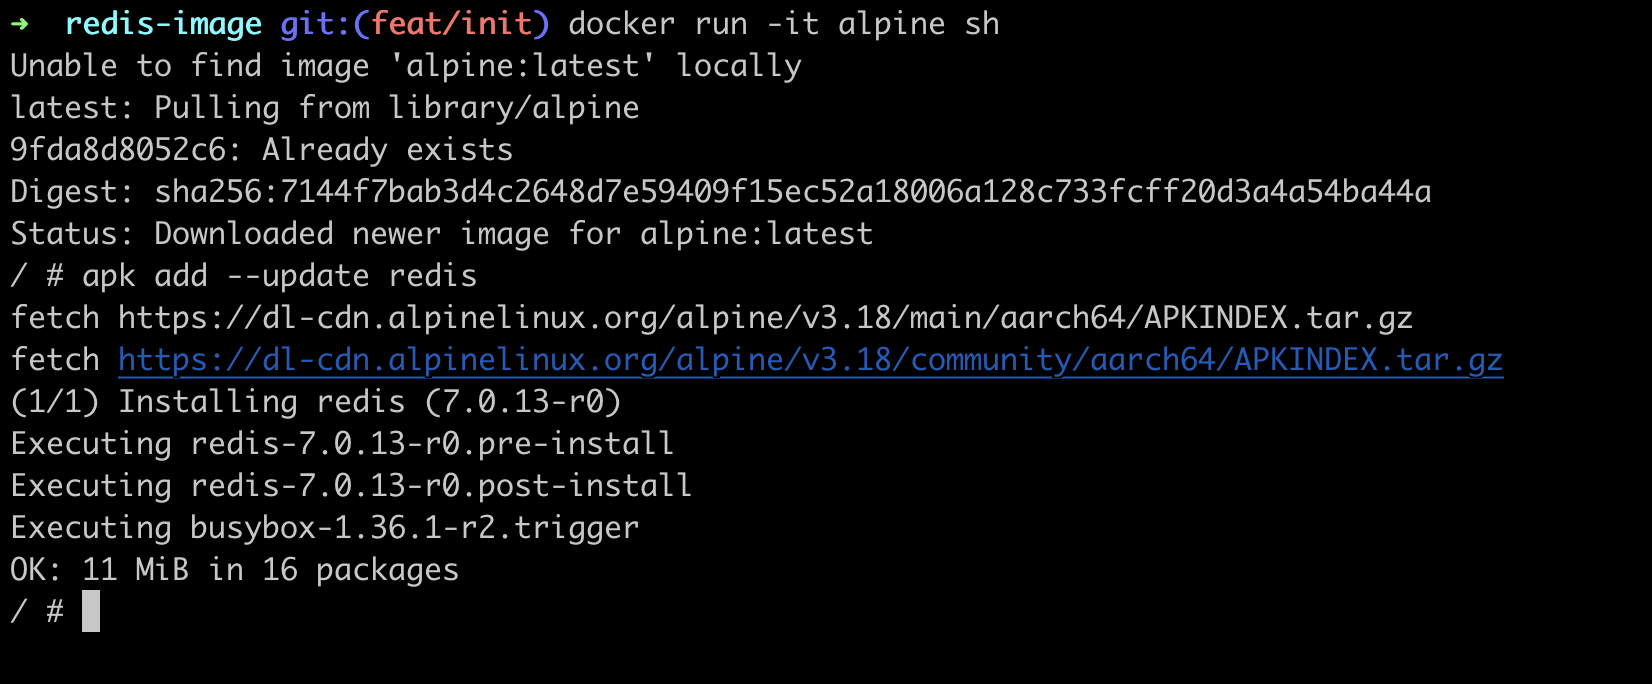 ➜  redis-image git:(feat/init) docker run -it alpine sh
Unable to find image 'alpine:latest' locally
latest: Pulling from library/alpine
9fda8d8052c6: Already exists
Digest: sha256:7144f7bab3d4c2648d7e59409f15ec52a18006a128c733fcff20d3a4a54ba44a
Status: Downloaded newer image for alpine:latest
/ # apk add --update redis
fetch https://dl-cdn.alpinelinux.org/alpine/v3.18/main/aarch64/APKINDEX.tar.gz
fetch https://dl-cdn.alpinelinux.org/alpine/v3.18/community/aarch64/APKINDEX.tar.gz
(1/1) Installing redis (7.0.13-r0)
Executing redis-7.0.13-r0.pre-install
Executing redis-7.0.13-r0.post-install
Executing busybox-1.36.1-r2.trigger
OK: 11 MiB in 16 packages
/ #